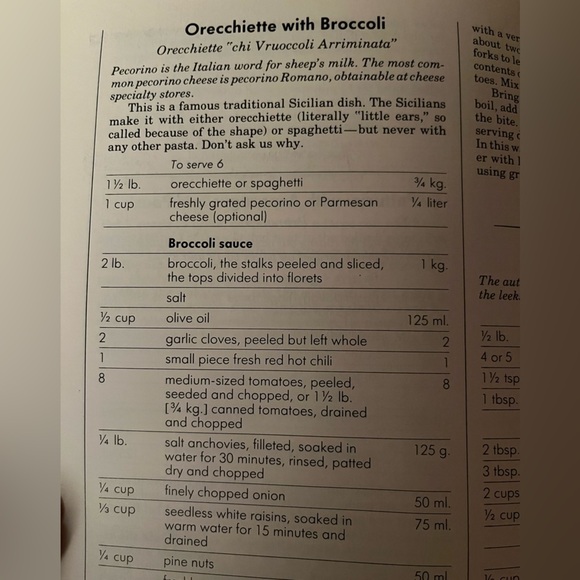 Orecchiette with Broccoli
Orecchiette "chi Vruoccoli Arriminata"
Pecorino is the Italian word for sheep's milk. The most com-
mon pecorino cheese is pecorino Romano, obtainable at cheese
specialty stores.
This is a famous traditional Sicilian dish. The Sicilians
make it with either orecchiette (literally "little ears," so
called because of the shape) or spaghetti—but never with
any other pasta. Don't ask us why.
To serve 6
1½ lb. orecchiette or spaghetti ¾ kg.
1 cup freshly grated pecorino or Parmesan ¼ liter
cheese (optional)
Broccoli sauce
2 lb. broccoli, the stalks peeled and sliced, 1 kg.
the tops divided into florets
salt
½ cup olive oil 125 ml.
2 garlic cloves, peeled but left whole 2
1 small piece fresh red hot chili 1
8 medium-sized tomatoes, peeled, 8
seeded and chopped, or 1½ lb.
[¾ kg.] canned tomatoes, drained
and chopped
¼ lb. salt anchovies, filleted, soaked in 125 g.
water for 30 minutes, rinsed, patted
dry and chopped
¼ cup finely chopped onion 50 ml.
⅓ cup seedless white raisins, soaked in 75 ml.
warm water for 15 minutes and
drained
¼ cup pine nuts
50 ml.
with a ver
about two
forks to le
contents
toes. Mix
Bring
boil, add
the bite.
serving
In this w
er with
using gr
The aut
the leek.
½ lb.
4 or 5
1½ tsp
1 tbsp.
2 tbsp.
3 tbsp.
2 cups
½ cup